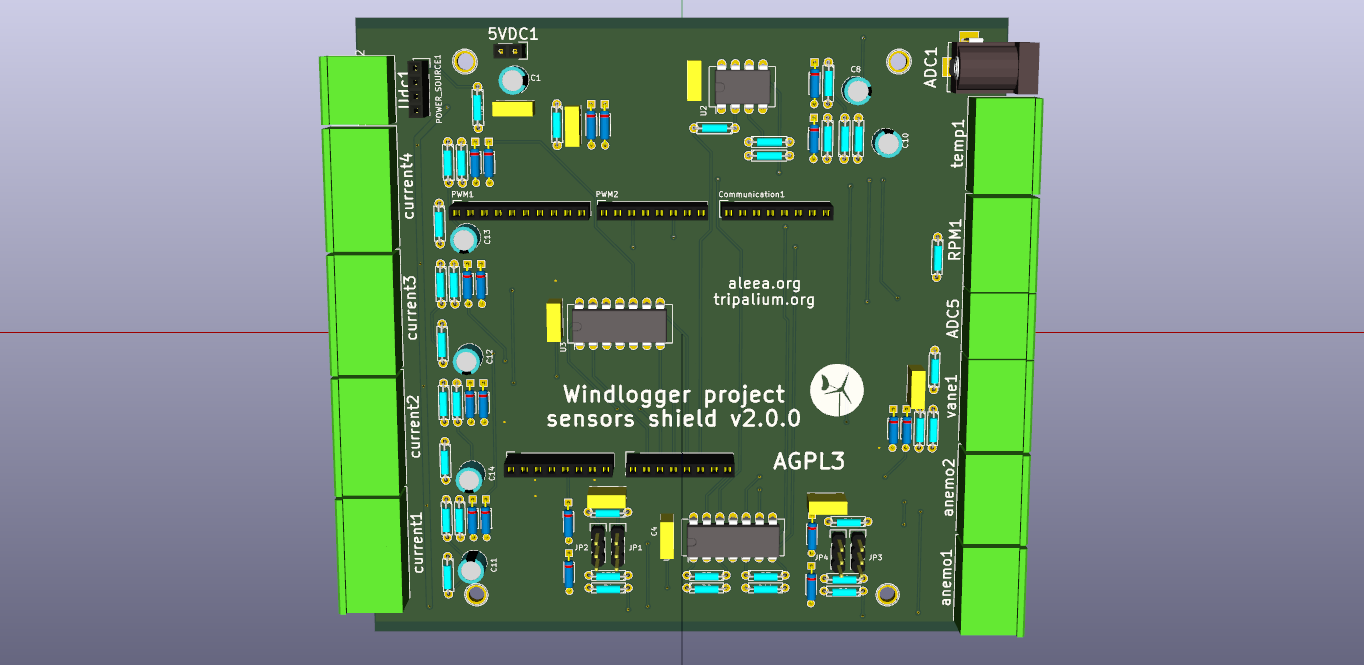 5VDC1
ADC1
Udc1
POWER_SOURCE1
C1
C6
U2
C10
temp1
current4
PWM1
PWM2
Communication1
C13
RPM1
current3
aleea.org
tripalium.org
ADC5
U3
C12
Windlogger project
sensors shield v2.0.0
vane1
current2
AGPL3
C14
anemo2
current1
C4
JP2
JP1
JP4
JP3
C11
anemo1